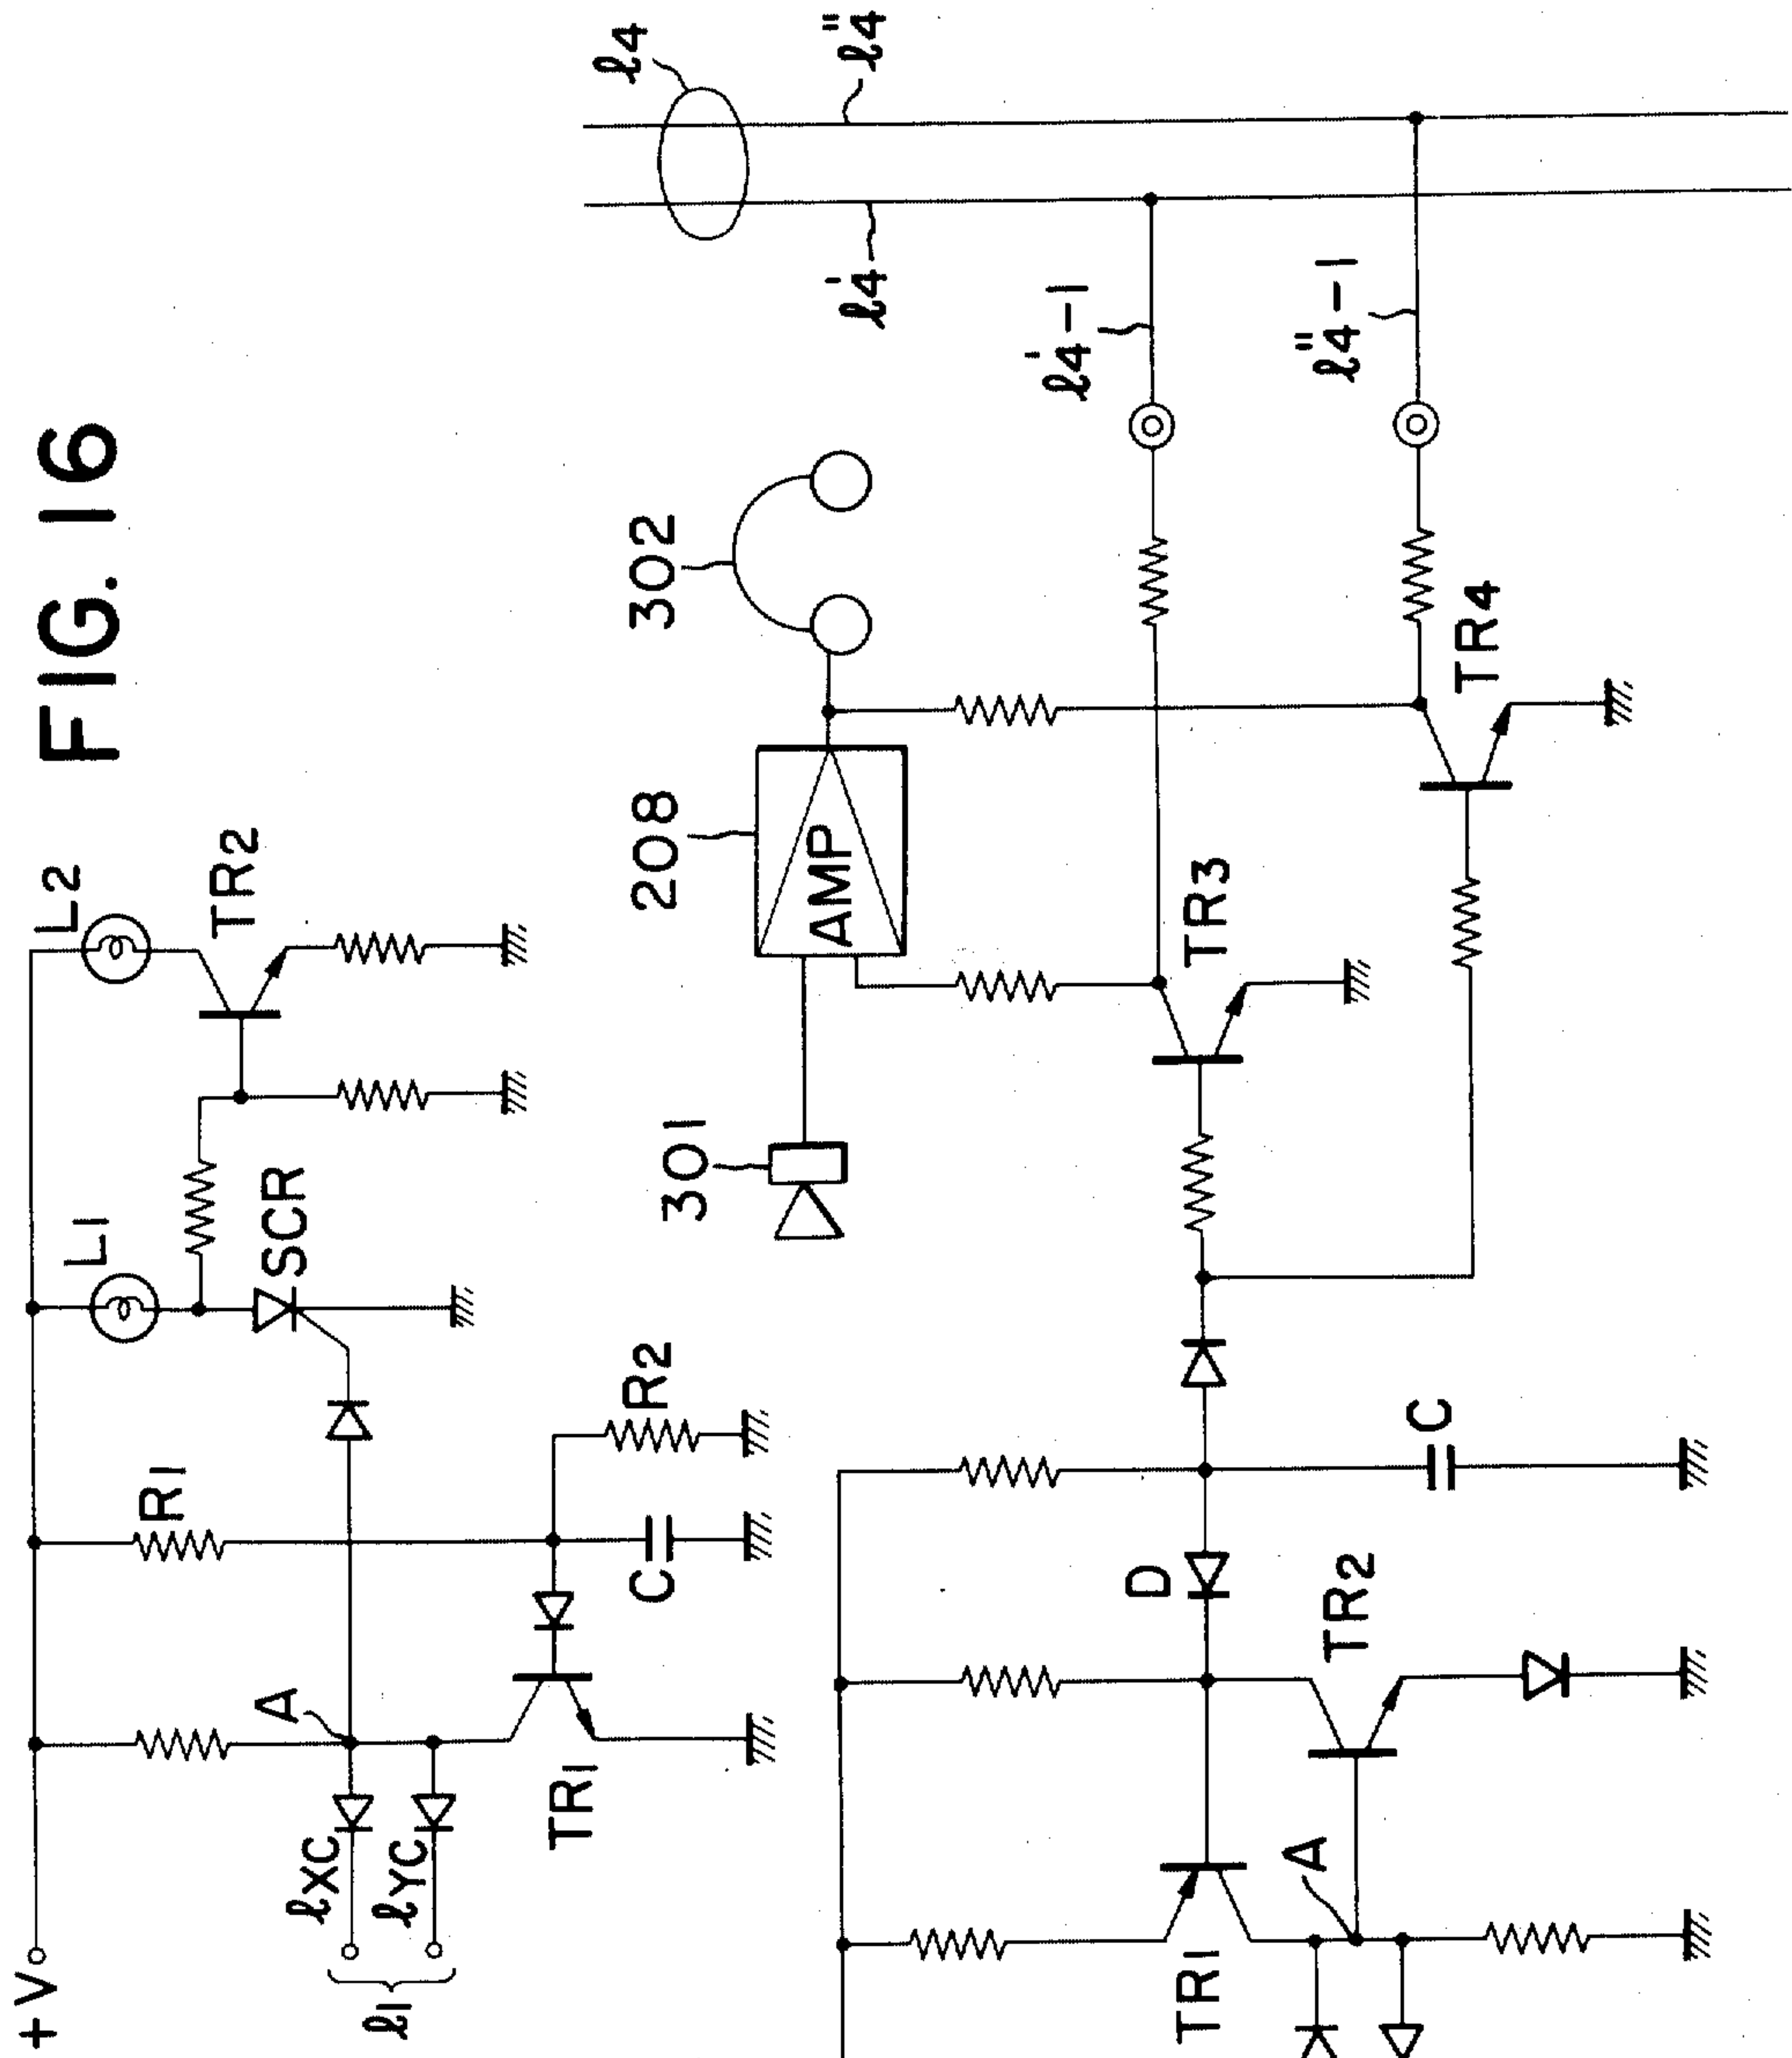 FIG. 16
+V
ℓ1
ℓXC
ℓYC
A
R1
L1
SCR
L2
TR2
TR1
C
R2
301
208
AMP
302
ℓ4
ℓ4'
ℓ4"
ℓ4'-1
ℓ4"-1
TR1
A
D
TR2
C
TR3
TR4